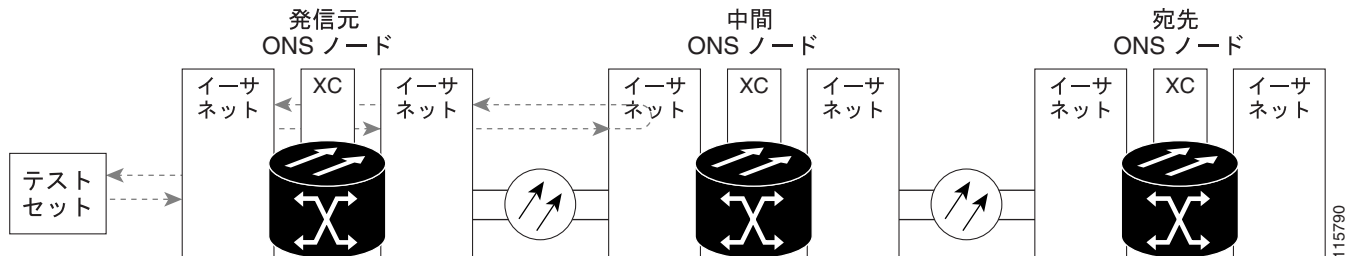 発信元
ONS ノード
中間
ONS ノード
宛先
ONS ノード
イーサ
ネット
XC
イーサ
ネット
イーサ
ネット
XC
イーサ
ネット
イーサ
ネット
XC
イーサ
ネット
テスト
セット
115790